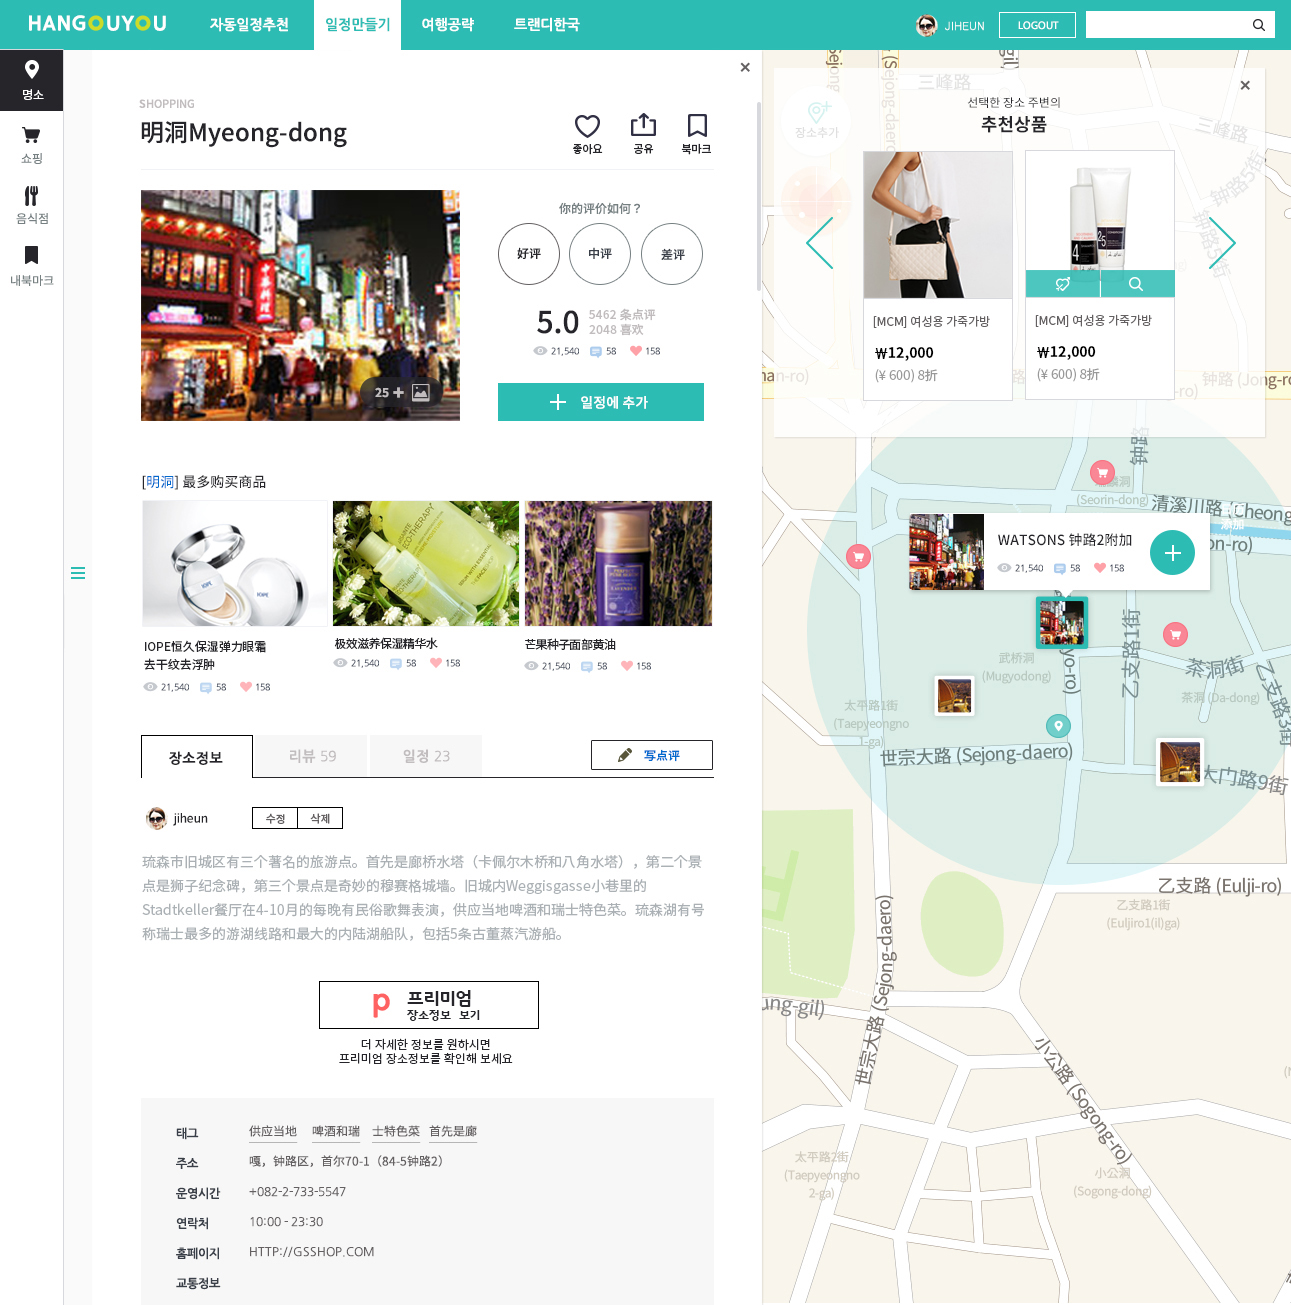 HANGOUYOU
자동일정추천
일정만들기
여행공략
트랜디한국
JIHEUN
LOGOUT
명소
쇼핑
음식점
내북마크
SHOPPING
明洞Myeong-dong
좋아요
공유
북마크
你的评价如何？
好评
中评
差评
5.0
5462 条点评
2048 喜欢
21,540 58 158
25 +
일정에 추가
[明洞] 最多购买商品
IOPE
IOPE恒久保湿弹力眼霜
去干纹去浮肿
21,540 58 158
极效滋养保湿精华水
21,540 58 158
芒果种子面部黄油
21,540 58 158
장소정보
리뷰 59
일정 23
写点评
jiheun
수정
삭제
琉森市旧城区有三个著名的旅游点。首先是廊桥水塔（卡佩尔木桥和八角水塔），第二个景
点是狮子纪念碑，第三个景点是奇妙的穆赛格城墙。旧城内Weggisgasse小巷里的
Stadtkeller餐厅在4-10月的每晚有民俗歌舞表演，供应当地啤酒和瑞士特色菜。琉森湖有号
称瑞士最多的游湖线路和最大的内陆湖船队，包括5条古董蒸汽游船。
p
프리미엄
장소정보 보기
더 자세한 정보를 원하시면
프리미엄 장소정보를 확인해 보세요
태그
供应当地 啤酒和瑞 士特色菜 首先是廊
주소
嘎，钟路区，首尔70-1（84-5钟路2）
운영시간
+082-2-733-5547
연락처
10:00 - 23:30
홈페이지
HTTP://GSSHOP.COM
교통정보
선택한 장소 주변의
추천상품
장소추가
[MCM] 여성용 가죽가방
₩12,000
(¥ 600) 8折
[MCM] 여성용 가죽가방
₩12,000
(¥ 600) 8折
三峰路
三峰路
钟路5街
钟路5街
钟路 (Jong-ro)
钟路
(Seorin-dong)
清溪川路 (Cheong
on-ro)
添加
WATSONS 钟路2附加
21,540 58 158
yo-ro)
乙支路1街
武桥洞
(Mugyodong)
茶洞街
茶洞 (Da-dong)
乙支路3街
太平路1街
(Taepyeongno
1-ga)
世宗大路 (Sejong-daero)
大门路9街
乙支路 (Eulji-ro)
乙支路1街
(Euljiro1(il)ga)
世宗大路 (Sejong-daero)
ung-gil)
小公路 (Sogong-ro)
太平路2街
(Taepyeongno
2-ga)
小公洞
(Sogong-dong)